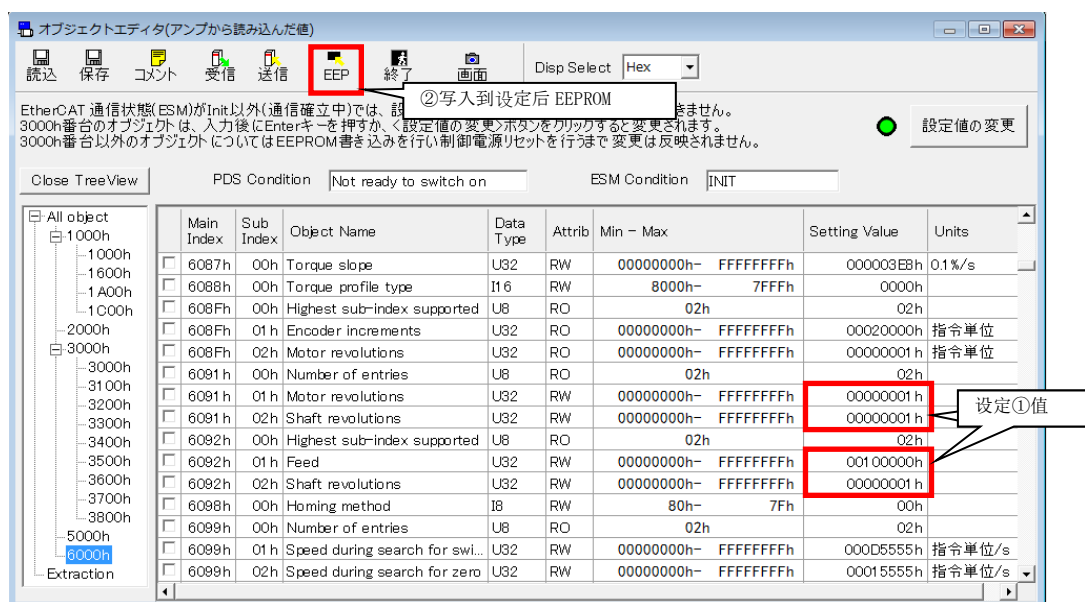 オブジェクトエディタ(アンプから読み込んだ値)
読込 保存 コメント 受信 送信 EEP 終了 画面 Disp Select Hex
②写入到设定后 EEPROM
EtherCAT 通信状態(ESM)がInit以外(通信確立中)では、設 きません。
3000h番台のオブジェクトは、入力後にEnterキーを押すか、<設定値の変更>ボタンをクリックすると変更されます。
3000h番台以外のオブジェクトについてはEEPROM書き込みを行い制御電源リセットを行うまで変更は反映されません。
設定値の変更
Close TreeView PDS Condition Not ready to switch on ESM Condition INIT
All object
1000h
1000h
1600h
1A00h
1C00h
2000h
3000h
3000h
3100h
3200h
3300h
3400h
3500h
3600h
3700h
3800h
5000h
6000h
Extraction
Main Index Sub Index Object Name Data Type Attrib Min - Max Setting Value Units
6087h 00h Torque slope U32 RW 00000000h- FFFFFFFFh 000003E8h 0.1%/s
6088h 00h Torque profile type I16 RW 8000h- 7FFFh 0000h
608Fh 00h Highest sub-index supported U8 RO 02h 02h
608Fh 01h Encoder increments U32 RO 00000000h- FFFFFFFFh 00020000h 指令単位
608Fh 02h Motor revolutions U32 RO 00000000h- FFFFFFFFh 00000001h 指令単位
6091h 00h Number of entries U8 RO 02h 02h
6091h 01h Motor revolutions U32 RW 00000000h- FFFFFFFFh 00000001h
6091h 02h Shaft revolutions U32 RW 00000000h- FFFFFFFFh 00000001h
6092h 00h Highest sub-index supported U8 RO 02h 02h
6092h 01h Feed U32 RW 00000000h- FFFFFFFFh 00100000h
6092h 02h Shaft revolutions U32 RW 00000000h- FFFFFFFFh 00000001h
6098h 00h Homing method I8 RW 80h- 7Fh 00h
6099h 00h Number of entries U8 RO 02h 02h
6099h 01h Speed during search for swi... U32 RW 00000000h- FFFFFFFFh 000D5555h 指令単位/s
6099h 02h Speed during search for zero U32 RW 00000000h- FFFFFFFFh 00015555h 指令単位/s
设定①值